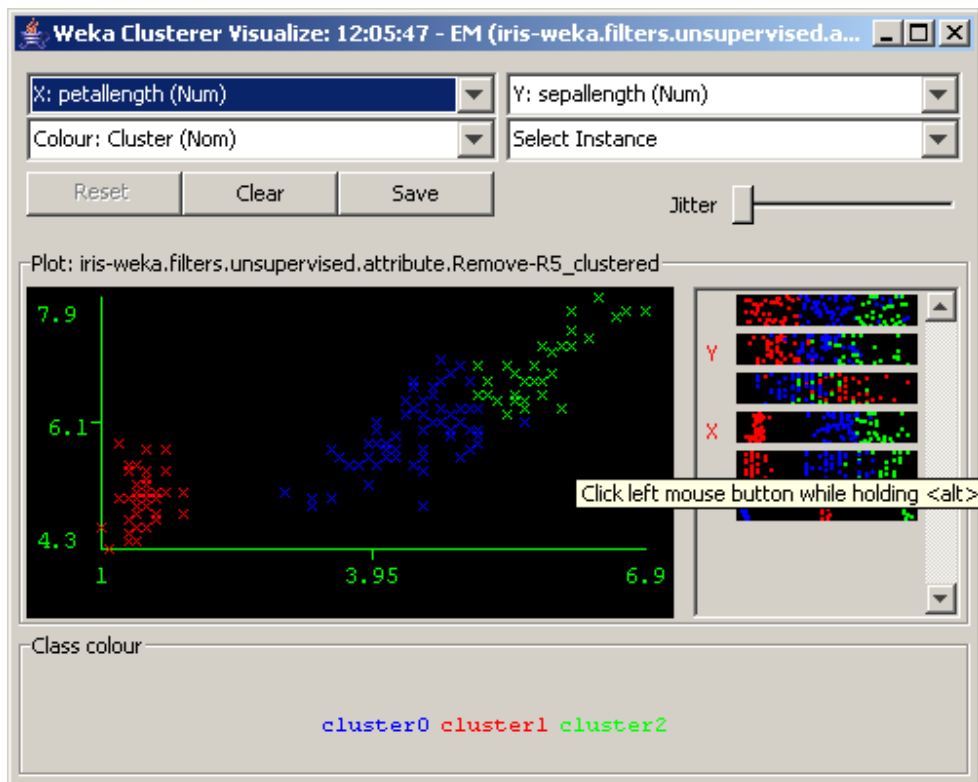 Weka Clusterer Visualize: 12:05:47 - EM (iris-weka.filters.unsupervised.a...
X: petallength (Num)
Y: sepallength (Num)
Colour: Cluster (Nom)
Select Instance
Reset
Clear
Save
Jitter
Plot: iris-weka.filters.unsupervised.attribute.Remove-R5_clustered
7.9
6.1
4.3
1
3.95
6.9
Y
X
Click left mouse button while holding <alt>
Class colour
cluster0 cluster1 cluster2